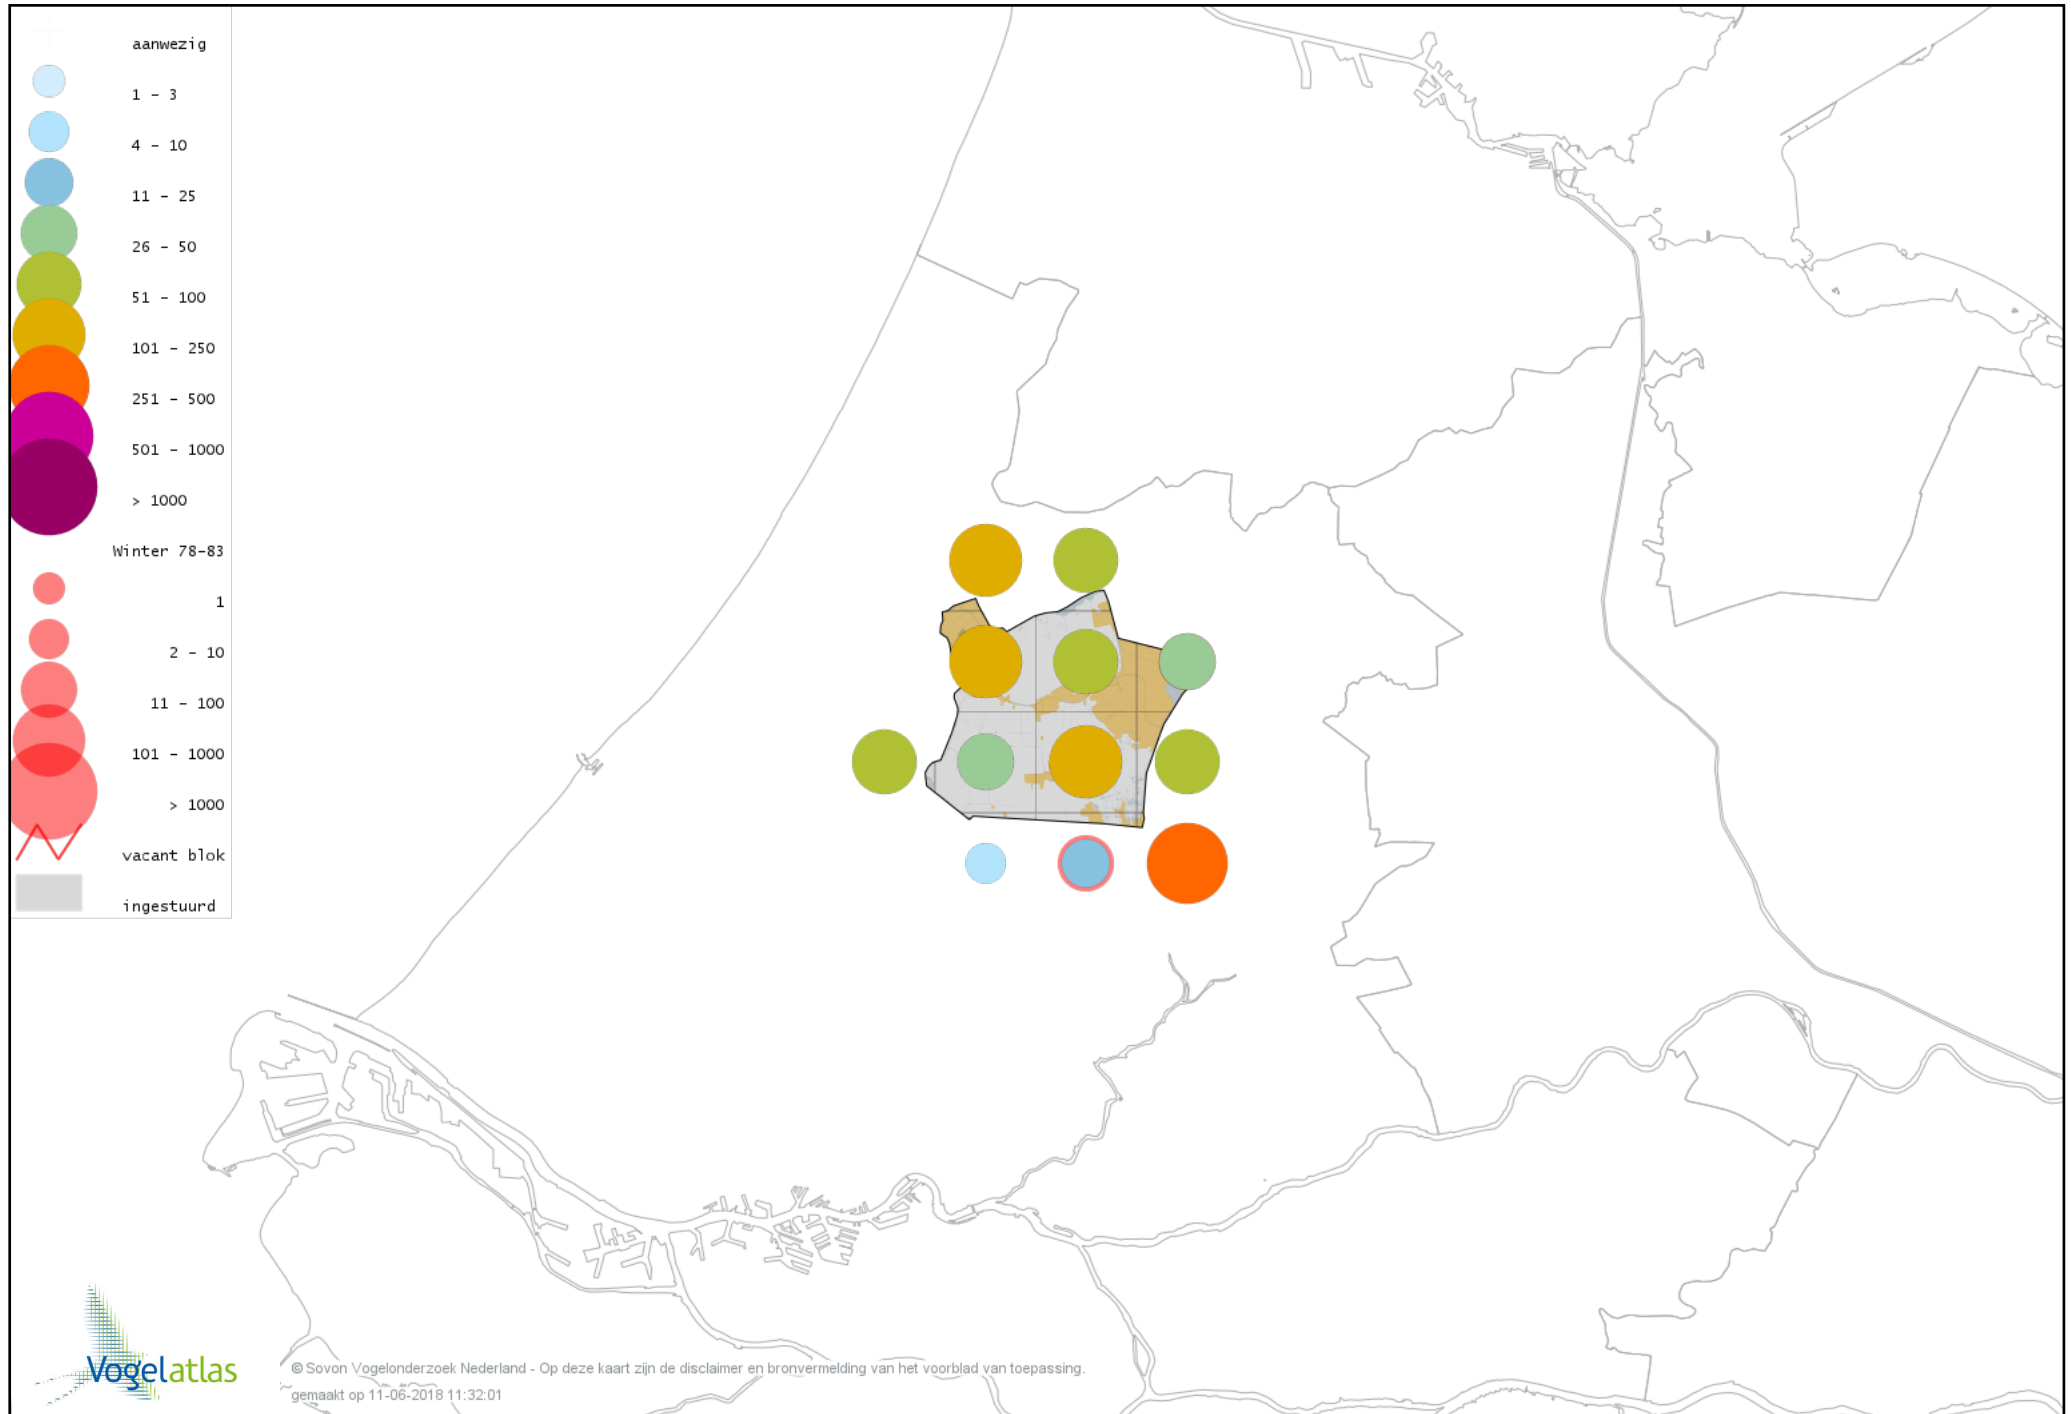 aanwezig
1 - 3
4 - 10
11 - 25
26 - 50
51 - 100
101 - 250
251 - 500
501 - 1000
> 1000
Winter 78-83
1
2 - 10
11 - 100
101 - 1000
> 1000
vacant blok
ingestuurd
Vogelatlas
© Sovon Vogelonderzoek Nederland - Op deze kaart zijn de disclaimer en bronvermelding van het voorblad van toepassing.
gemaakt op 11-06-2018 11:32:01